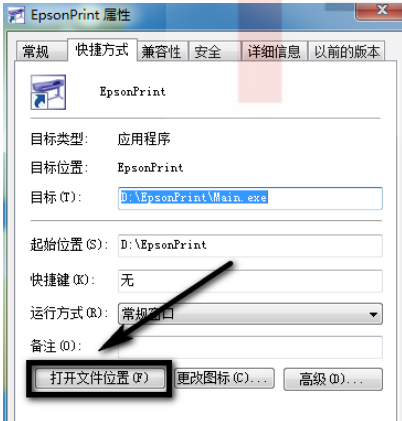 EpsonPrint 属性
常规 快捷方式 兼容性 安全 详细信息 以前的版本
EpsonPrint
目标类型: 应用程序
目标位置: EpsonPrint
目标(T): D:\EpsonPrint\Main.exe
起始位置(S): D:\EpsonPrint
快捷键(K): 无
运行方式(R): 常规窗口
备注(O):
打开文件位置(F) 更改图标(C)... 高级(D)...